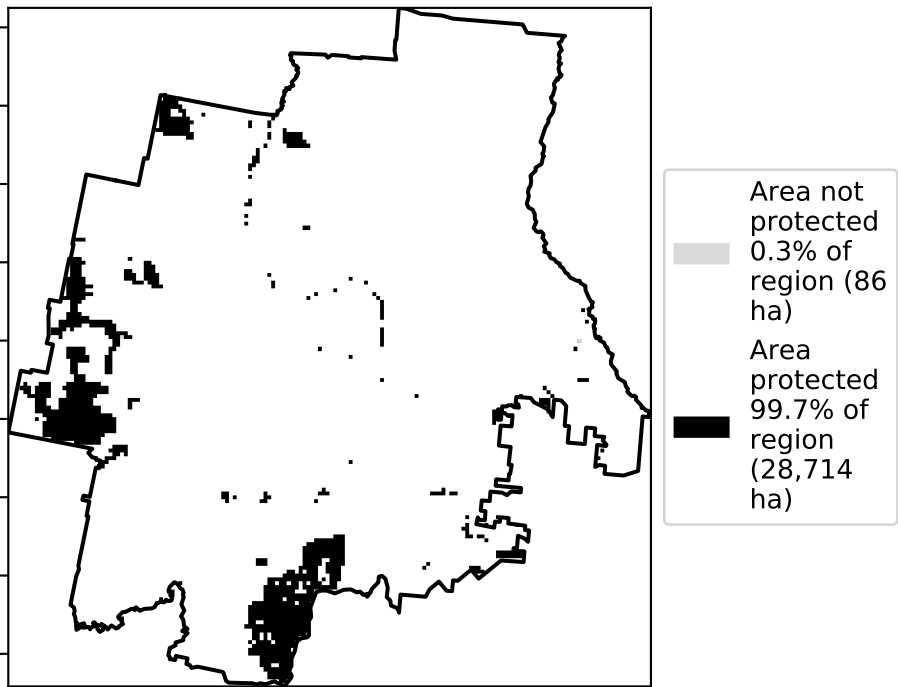 Area not
protected
0.3% of
region (86
ha)
Area
protected
99.7% of
region
(28,714
ha)